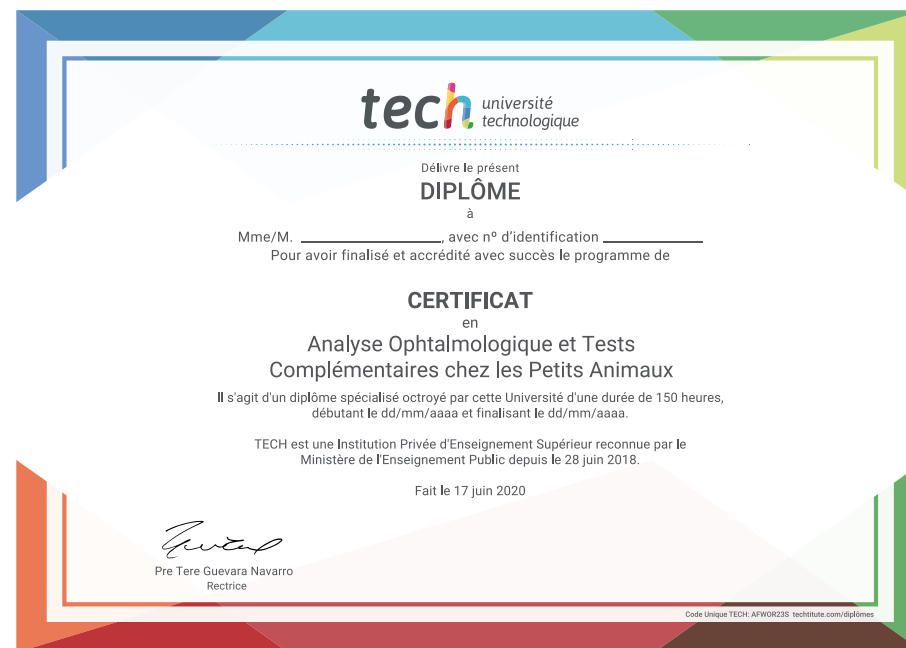 tech université
technologique
Délivre le présent
DIPLÔME
à
Mme/M. ____________________, avec nº d'identification ______________
Pour avoir finalisé et accrédité avec succès le programme de
CERTIFICAT
en
Analyse Ophtalmologique et Tests
Complémentaires chez les Petits Animaux
Il s'agit d'un diplôme spécialisé octroyé par cette Université d'une durée de 150 heures,
débutant le dd/mm/aaaa et finalisant le dd/mm/aaaa.
TECH est une Institution Privée d'Enseignement Supérieur reconnue par le
Ministère de l'Enseignement Public depuis le 28 juin 2018.
Fait le 17 juin 2020
Pre Tere Guevara Navarro
Rectrice
Code Unique TECH: AFWOR23S techtitute.com/diplômes